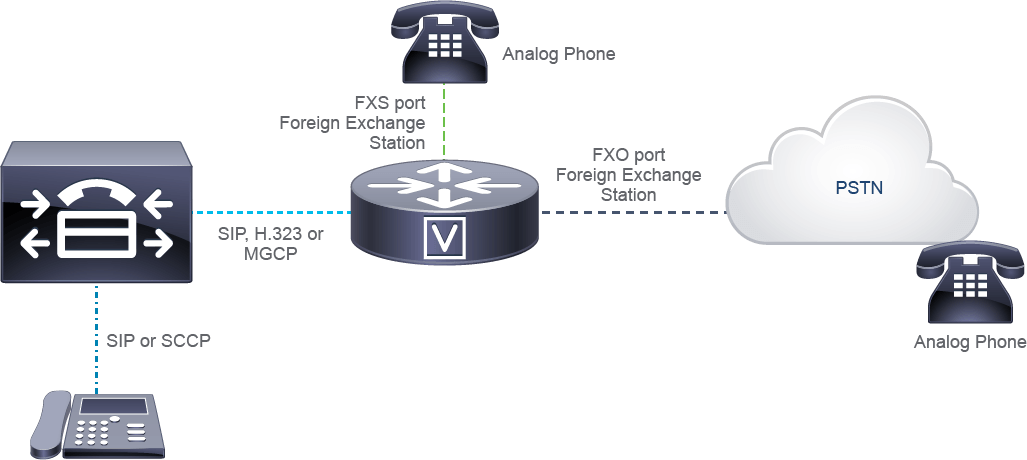 Analog Phone
FXS port
Foreign Exchange
Station
FXO port
Foreign Exchange
Station
PSTN
SIP, H.323 or
MGCP
V
SIP or SCCP
Analog Phone